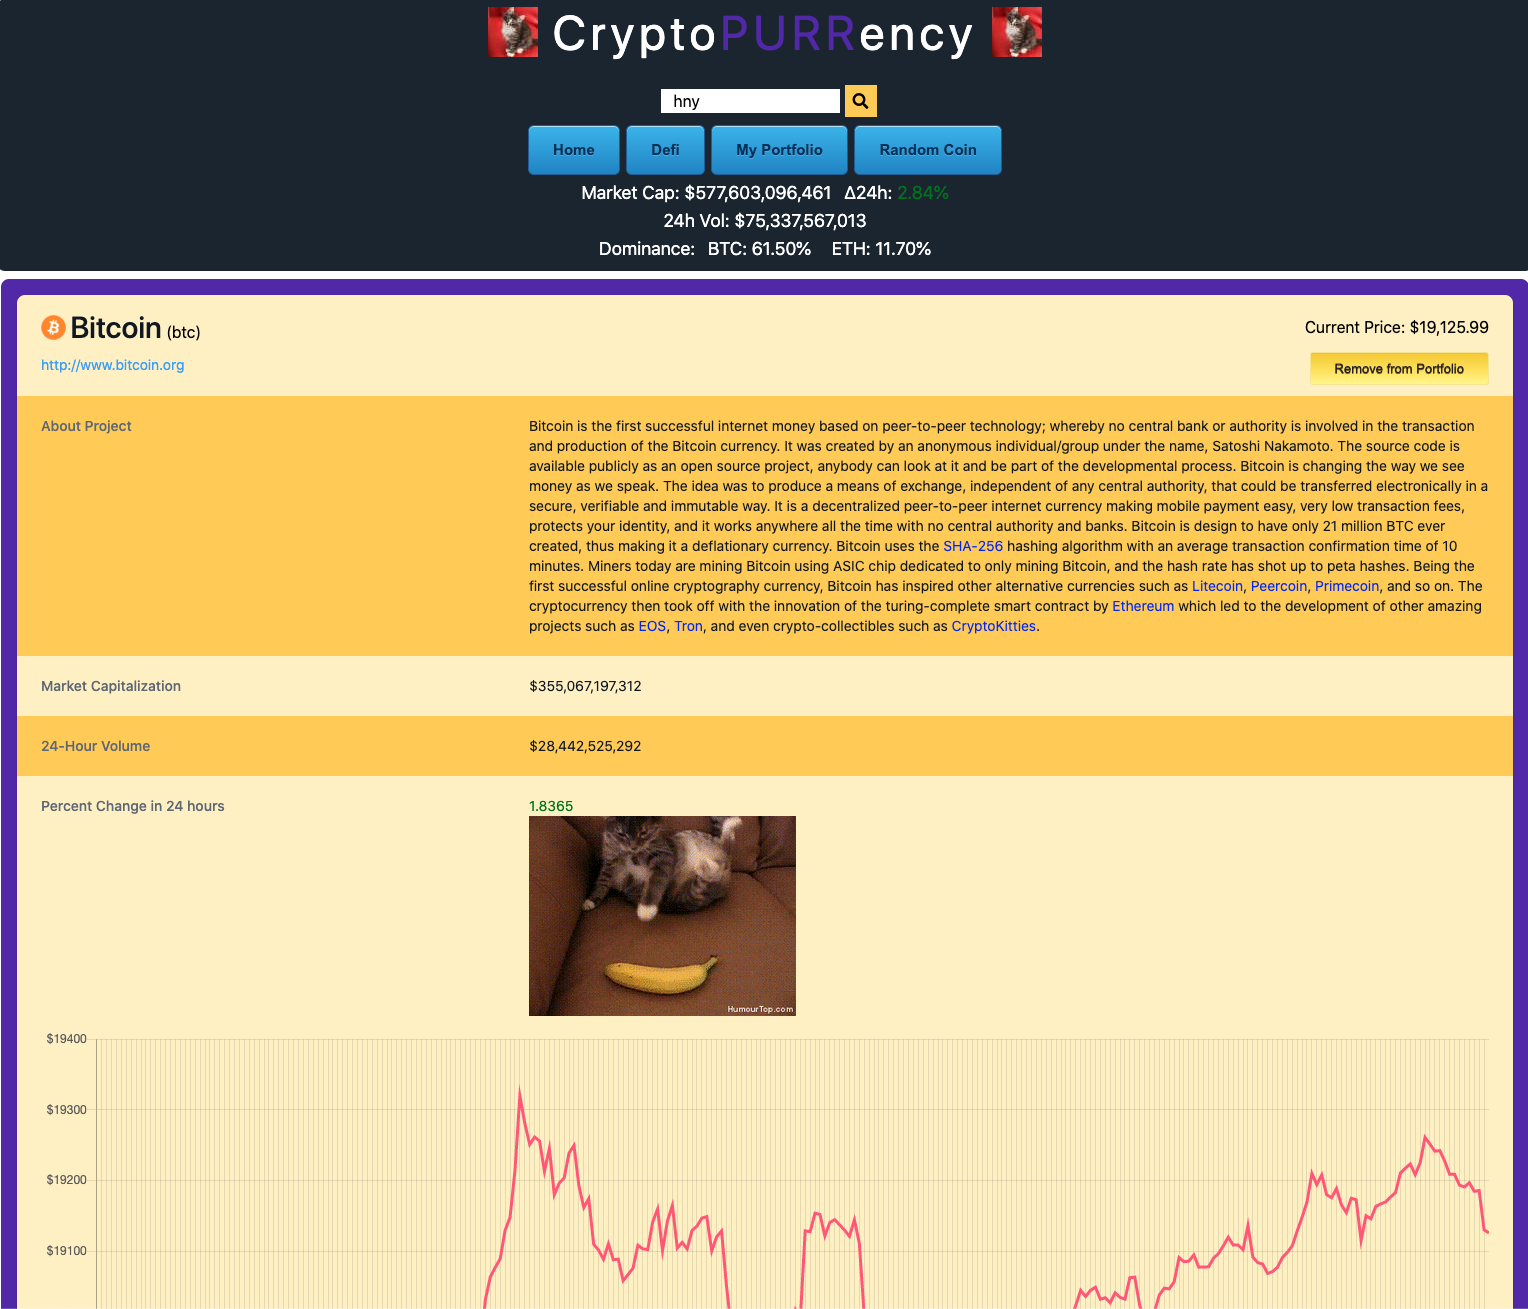 CryptoPURRency
hny
Home
Defi
My Portfolio
Random Coin
Market Cap: $577,603,096,461 Δ24h: 2.84%
24h Vol: $75,337,567,013
Dominance: BTC: 61.50% ETH: 11.70%
Bitcoin (btc)
Current Price: $19,125.99
http://www.bitcoin.org
Remove from Portfolio
About Project
Bitcoin is the first successful internet money based on peer-to-peer technology; whereby no central bank or authority is involved in the transaction
and production of the Bitcoin currency. It was created by an anonymous individual/group under the name, Satoshi Nakamoto. The source code is
available publicly as an open source project, anybody can look at it and be part of the developmental process. Bitcoin is changing the way we see
money as we speak. The idea was to produce a means of exchange, independent of any central authority, that could be transferred electronically in a
secure, verifiable and immutable way. It is a decentralized peer-to-peer internet currency making mobile payment easy, very low transaction fees,
protects your identity, and it works anywhere all the time with no central authority and banks. Bitcoin is design to have only 21 million BTC ever
created, thus making it a deflationary currency. Bitcoin uses the SHA-256 hashing algorithm with an average transaction confirmation time of 10
minutes. Miners today are mining Bitcoin using ASIC chip dedicated to only mining Bitcoin, and the hash rate has shot up to peta hashes. Being the
first successful online cryptography currency, Bitcoin has inspired other alternative currencies such as Litecoin, Peercoin, Primecoin, and so on. The
cryptocurrency then took off with the innovation of the turing-complete smart contract by Ethereum which led to the development of other amazing
projects such as EOS, Tron, and even crypto-collectibles such as CryptoKitties.
Market Capitalization
$355,067,197,312
24-Hour Volume
$28,442,525,292
Percent Change in 24 hours
1.8365
HumourTop.com
$19400
$19300
$19200
$19100